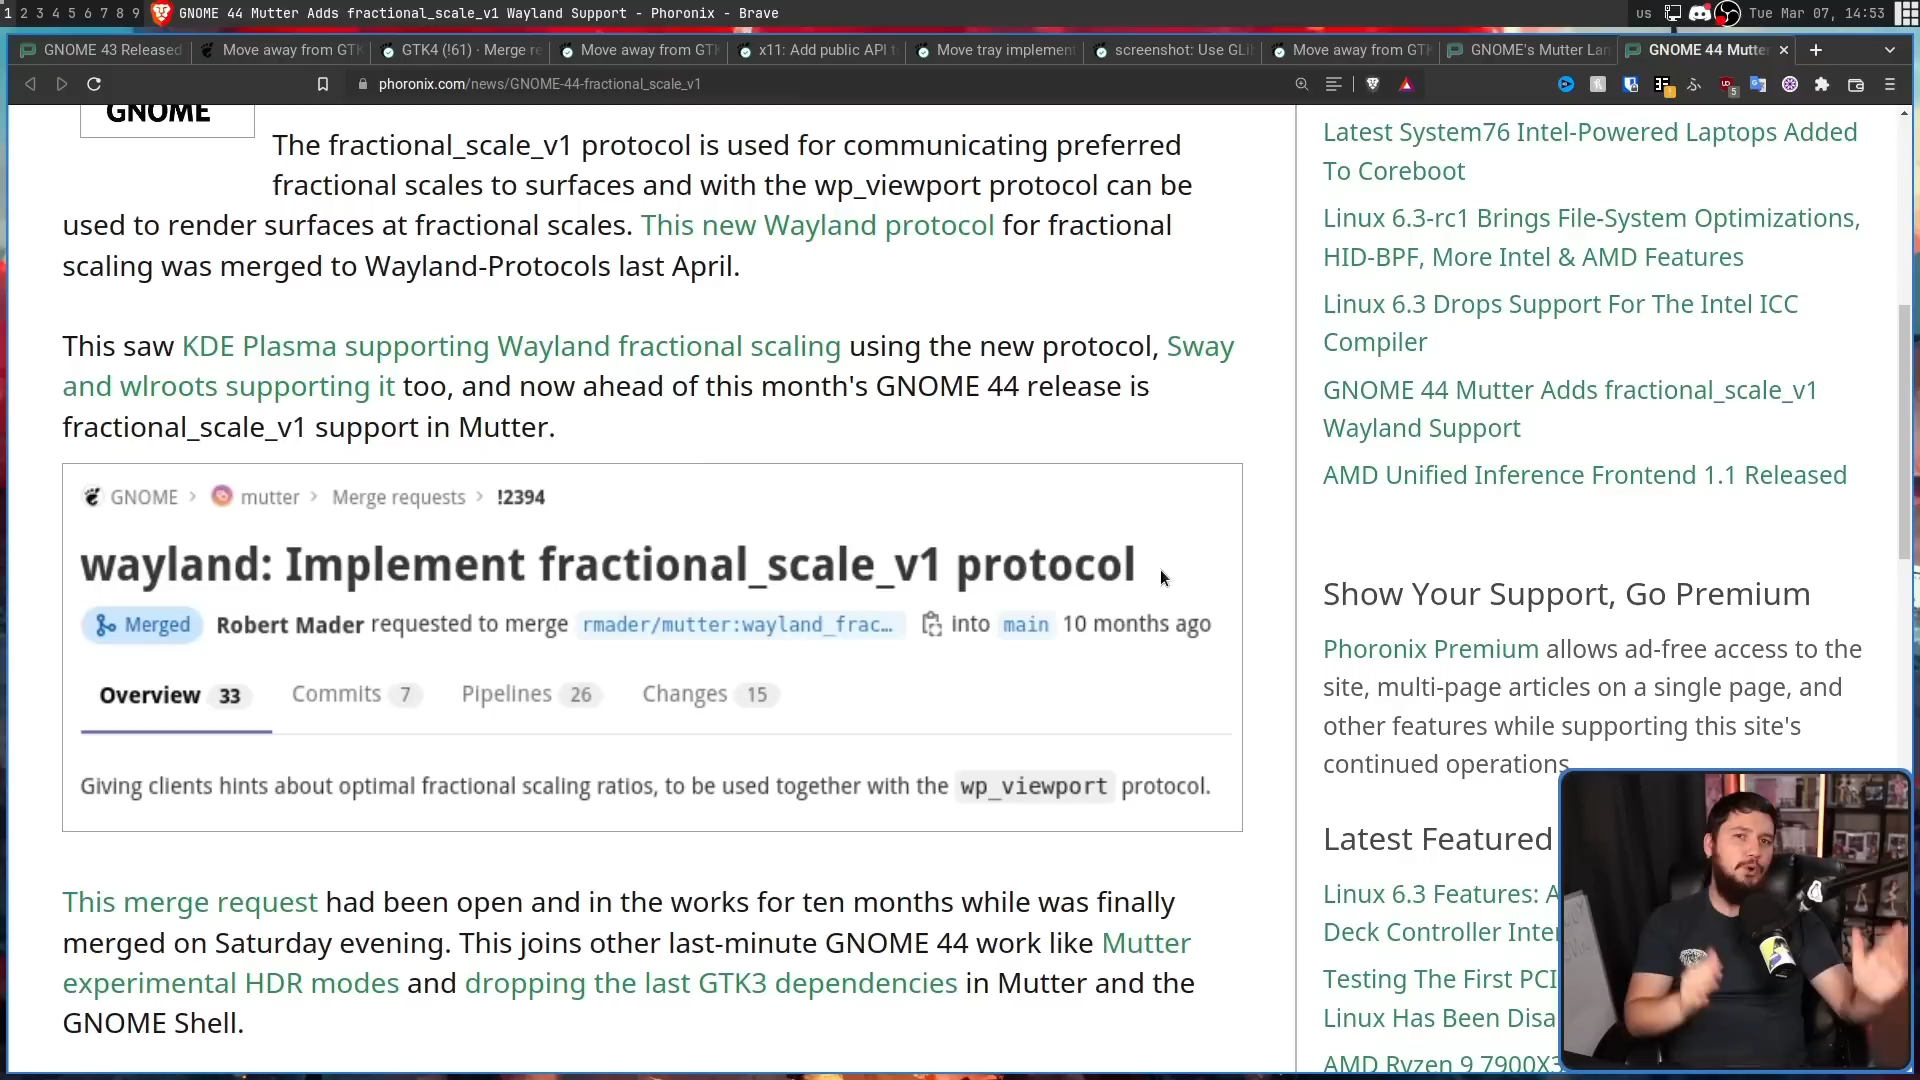 1 2 3 4 5 6 7 8 9 GNOME 44 Mutter Adds fractional_scale_v1 Wayland Support - Phoronix - Brave
us Tue Mar 07, 14:53
GNOME 43 Released
Move away from GTK
GTK4 (!61) · Merge re
Move away from GTK
x11: Add public API t
Move tray implement
screenshot: Use GLi
Move away from GTK
GNOME's Mutter Lan
GNOME 44 Mutte
phoronix.com/news/GNOME-44-fractional_scale_v1
GNOME
The fractional_scale_v1 protocol is used for communicating preferred
fractional scales to surfaces and with the wp_viewport protocol can be
used to render surfaces at fractional scales. This new Wayland protocol for fractional
scaling was merged to Wayland-Protocols last April.
This saw KDE Plasma supporting Wayland fractional scaling using the new protocol, Sway
and wlroots supporting it too, and now ahead of this month's GNOME 44 release is
fractional_scale_v1 support in Mutter.
GNOME > mutter > Merge requests > !2394
wayland: Implement fractional_scale_v1 protocol
Merged Robert Mader requested to merge rmader/mutter:wayland_frac… into main 10 months ago
Overview 33 Commits 7 Pipelines 26 Changes 15
Giving clients hints about optimal fractional scaling ratios, to be used together with the wp_viewport protocol.
This merge request had been open and in the works for ten months while was finally
merged on Saturday evening. This joins other last-minute GNOME 44 work like Mutter
experimental HDR modes and dropping the last GTK3 dependencies in Mutter and the
GNOME Shell.
Latest System76 Intel-Powered Laptops Added
To Coreboot
Linux 6.3-rc1 Brings File-System Optimizations,
HID-BPF, More Intel & AMD Features
Linux 6.3 Drops Support For The Intel ICC
Compiler
GNOME 44 Mutter Adds fractional_scale_v1
Wayland Support
AMD Unified Inference Frontend 1.1 Released
Show Your Support, Go Premium
Phoronix Premium allows ad-free access to the
site, multi-page articles on a single page, and
other features while supporting this site's
continued operations.
Latest Featured
Linux 6.3 Features: A
Deck Controller Inter
Testing The First PCI
Linux Has Been Disa
AMD Ryzen 9 7900X3